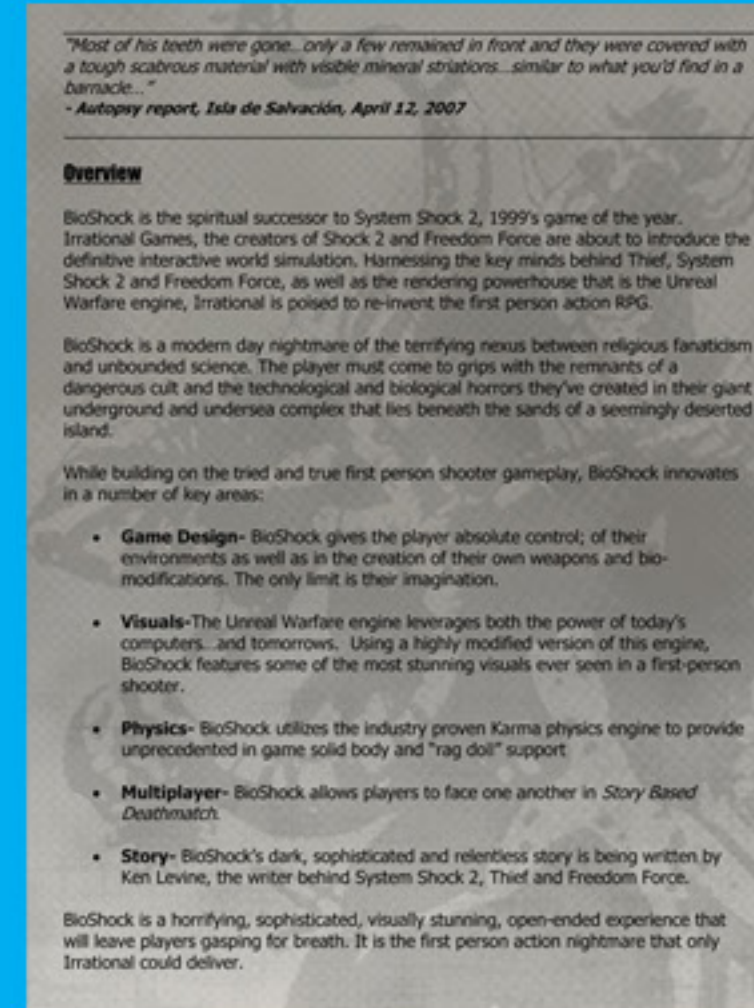 "Most of his teeth were gone...only a few remained in front and they were covered with
a tough scabrous material with visible mineral striations...similar to what you'd find in a
barnacle..."
- Autopsy report, Isla de Salvación, April 12, 2007
Overview
BioShock is the spiritual successor to System Shock 2, 1999's game of the year.
Irrational Games, the creators of Shock 2 and Freedom Force are about to introduce the
definitive interactive world simulation. Harnessing the key minds behind Thief, System
Shock 2 and Freedom Force, as well as the rendering powerhouse that is the Unreal
Warfare engine, Irrational is poised to re-invent the first person action RPG.
BioShock is a modern day nightmare of the terrifying nexus between religious fanaticism
and unbounded science. The player must come to grips with the remnants of a
dangerous cult and the technological and biological horrors they've created in their giant
underground and undersea complex that lies beneath the sands of a seemingly deserted
island.
While building on the tried and true first person shooter gameplay, BioShock innovates
in a number of key areas:
• Game Design- BioShock gives the player absolute control; of their
environments as well as in the creation of their own weapons and bio-
modifications. The only limit is their imagination.
• Visuals-The Unreal Warfare engine leverages both the power of today's
computers...and tomorrows. Using a highly modified version of this engine,
BioShock features some of the most stunning visuals ever seen in a first-person
shooter.
• Physics- BioShock utilizes the industry proven Karma physics engine to provide
unprecedented in game solid body and "rag doll" support
• Multiplayer- BioShock allows players to face one another in Story Based
Deathmatch.
• Story- BioShock's dark, sophisticated and relentless story is being written by
Ken Levine, the writer behind System Shock 2, Thief and Freedom Force.
BioShock is a horrifying, sophisticated, visually stunning, open-ended experience that
will leave players gasping for breath. It is the first person action nightmare that only
Irrational could deliver.